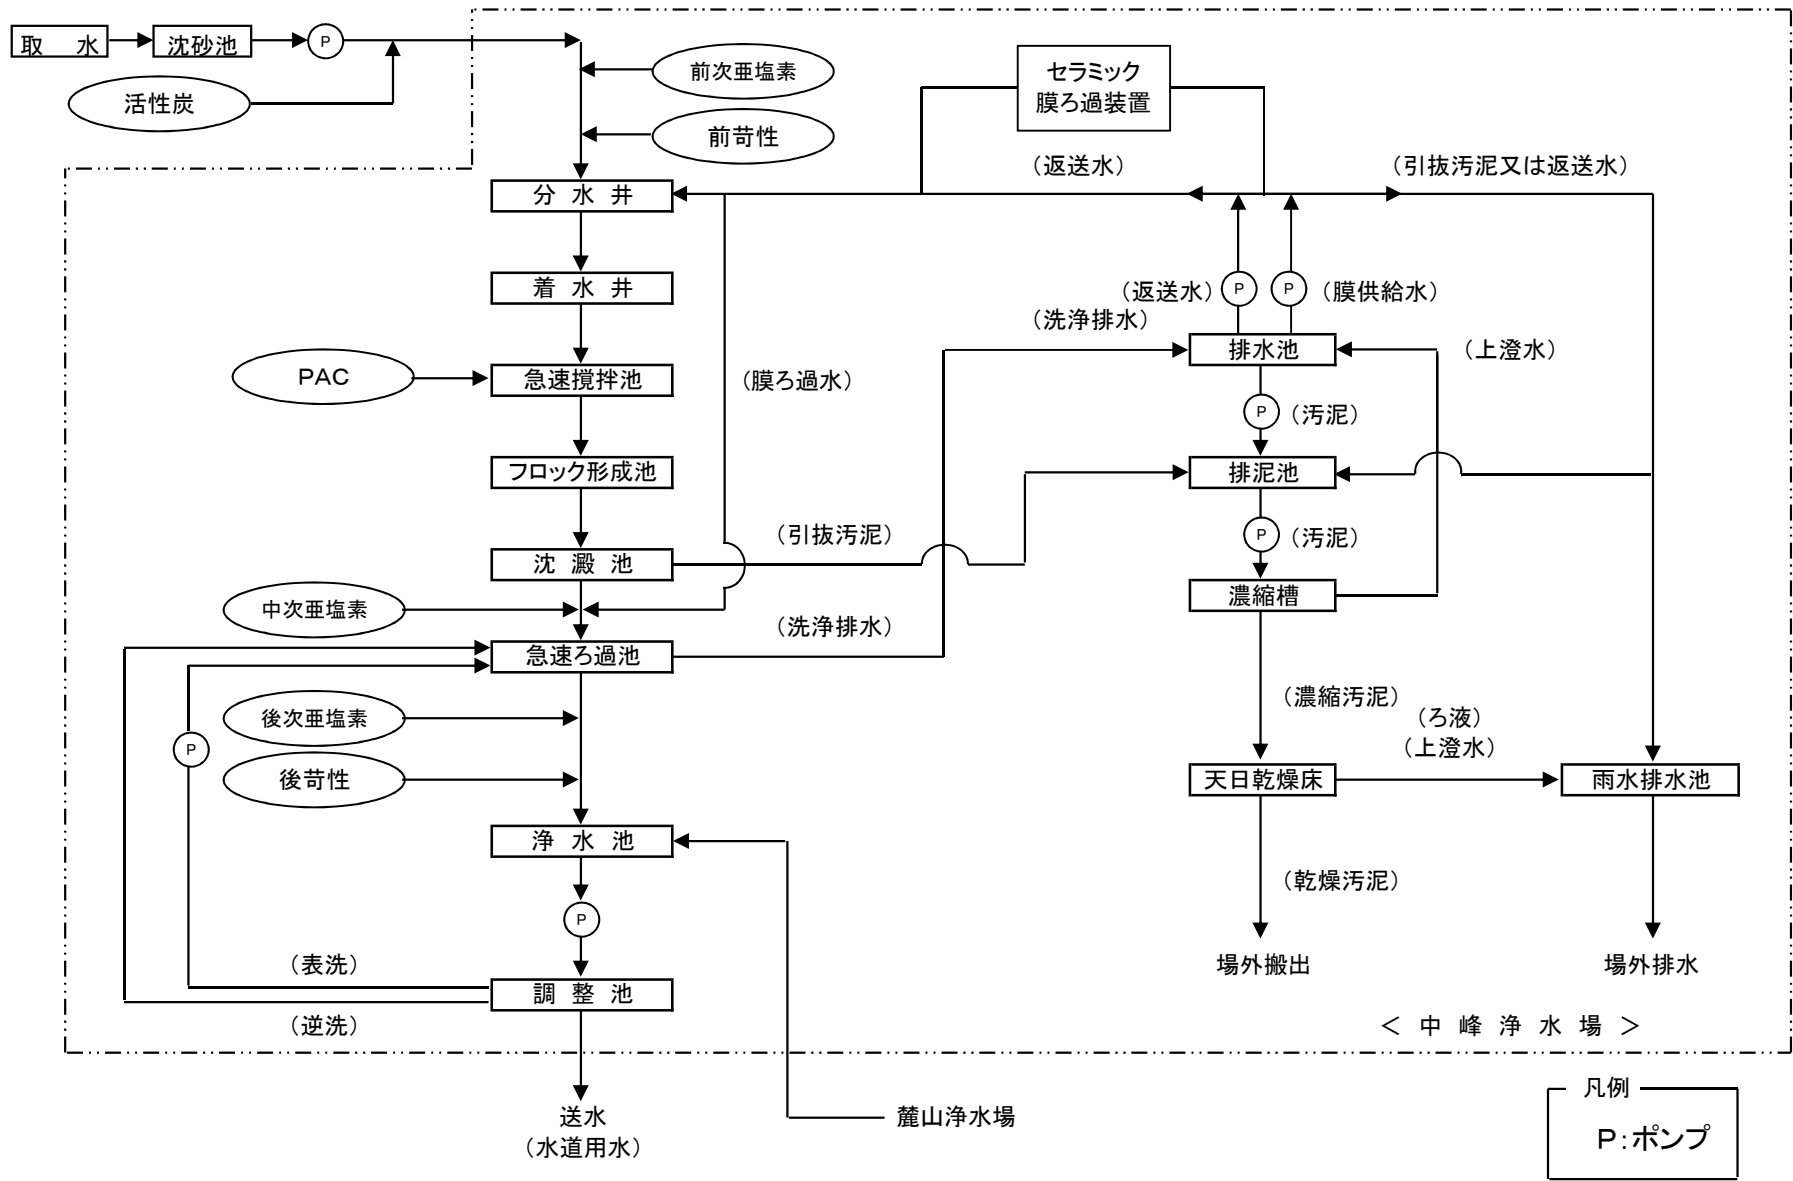 取　水
沈砂池
P
活性炭
前次亜塩素
前苛性
セラミック
膜ろ過装置
（返送水）
（引抜汚泥又は返送水）
分　水　井
着　水　井
（返送水）
P
P
（膜供給水）
（洗浄排水）
排水池
（上澄水）
PAC
急速攪拌池
（膜ろ過水）
P
（汚泥）
フロック形成池
排泥池
（引抜汚泥）
P
（汚泥）
沈　澱　池
濃縮槽
中次亜塩素
（洗浄排水）
急速ろ過池
（濃縮汚泥）
後次亜塩素
（ろ液）
（上澄水）
P
後苛性
天日乾燥床
雨水排水池
浄　水　池
（乾燥汚泥）
P
（表洗）
場外搬出
場外排水
調　整　池
（逆洗）
＜　中　峰　浄　水　場　＞
凡例
P：ポンプ
送水
（水道用水）
麓山浄水場